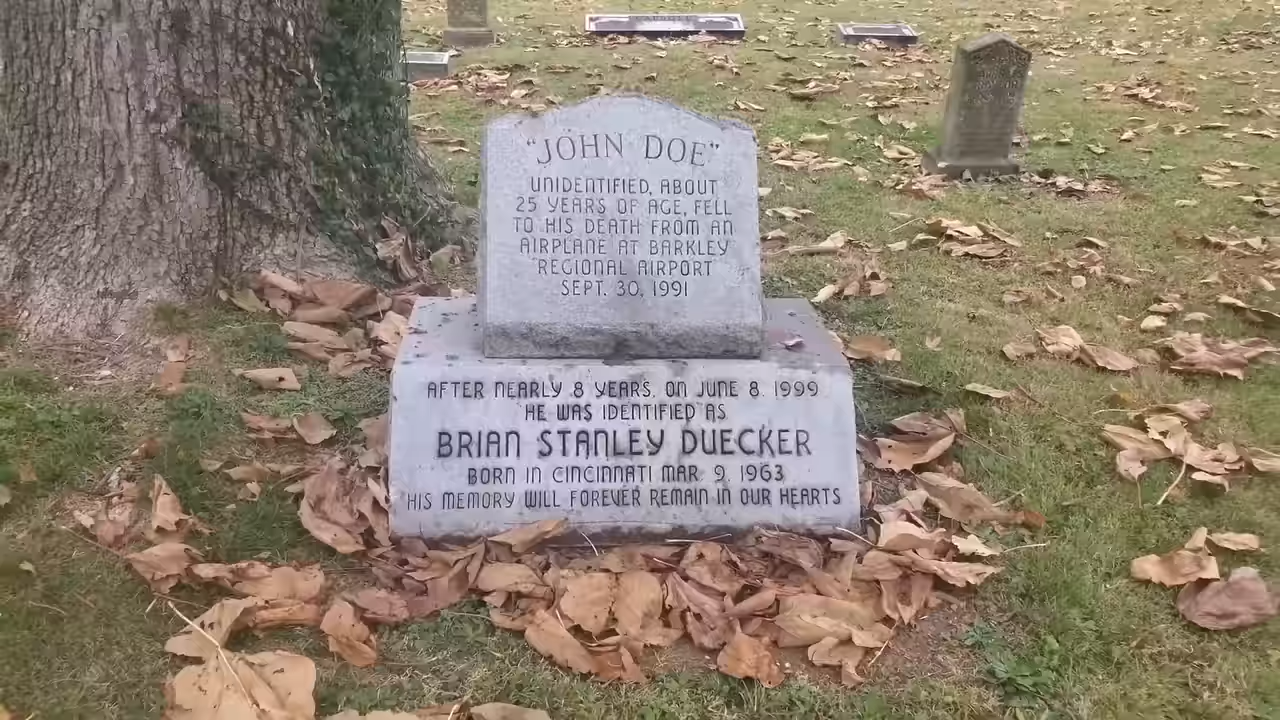 "JOHN DOE"
UNIDENTIFIED, ABOUT
25 YEARS OF AGE, FELL
TO HIS DEATH FROM AN
AIRPLANE AT BARKLEY
REGIONAL AIRPORT
SEPT. 30, 1991
AFTER NEARLY 8 YEARS, ON JUNE 8, 1999
HE WAS IDENTIFIED AS
BRIAN STANLEY DUECKER
BORN IN CINCINNATI MAR. 9, 1963
HIS MEMORY WILL FOREVER REMAIN IN OUR HEARTS